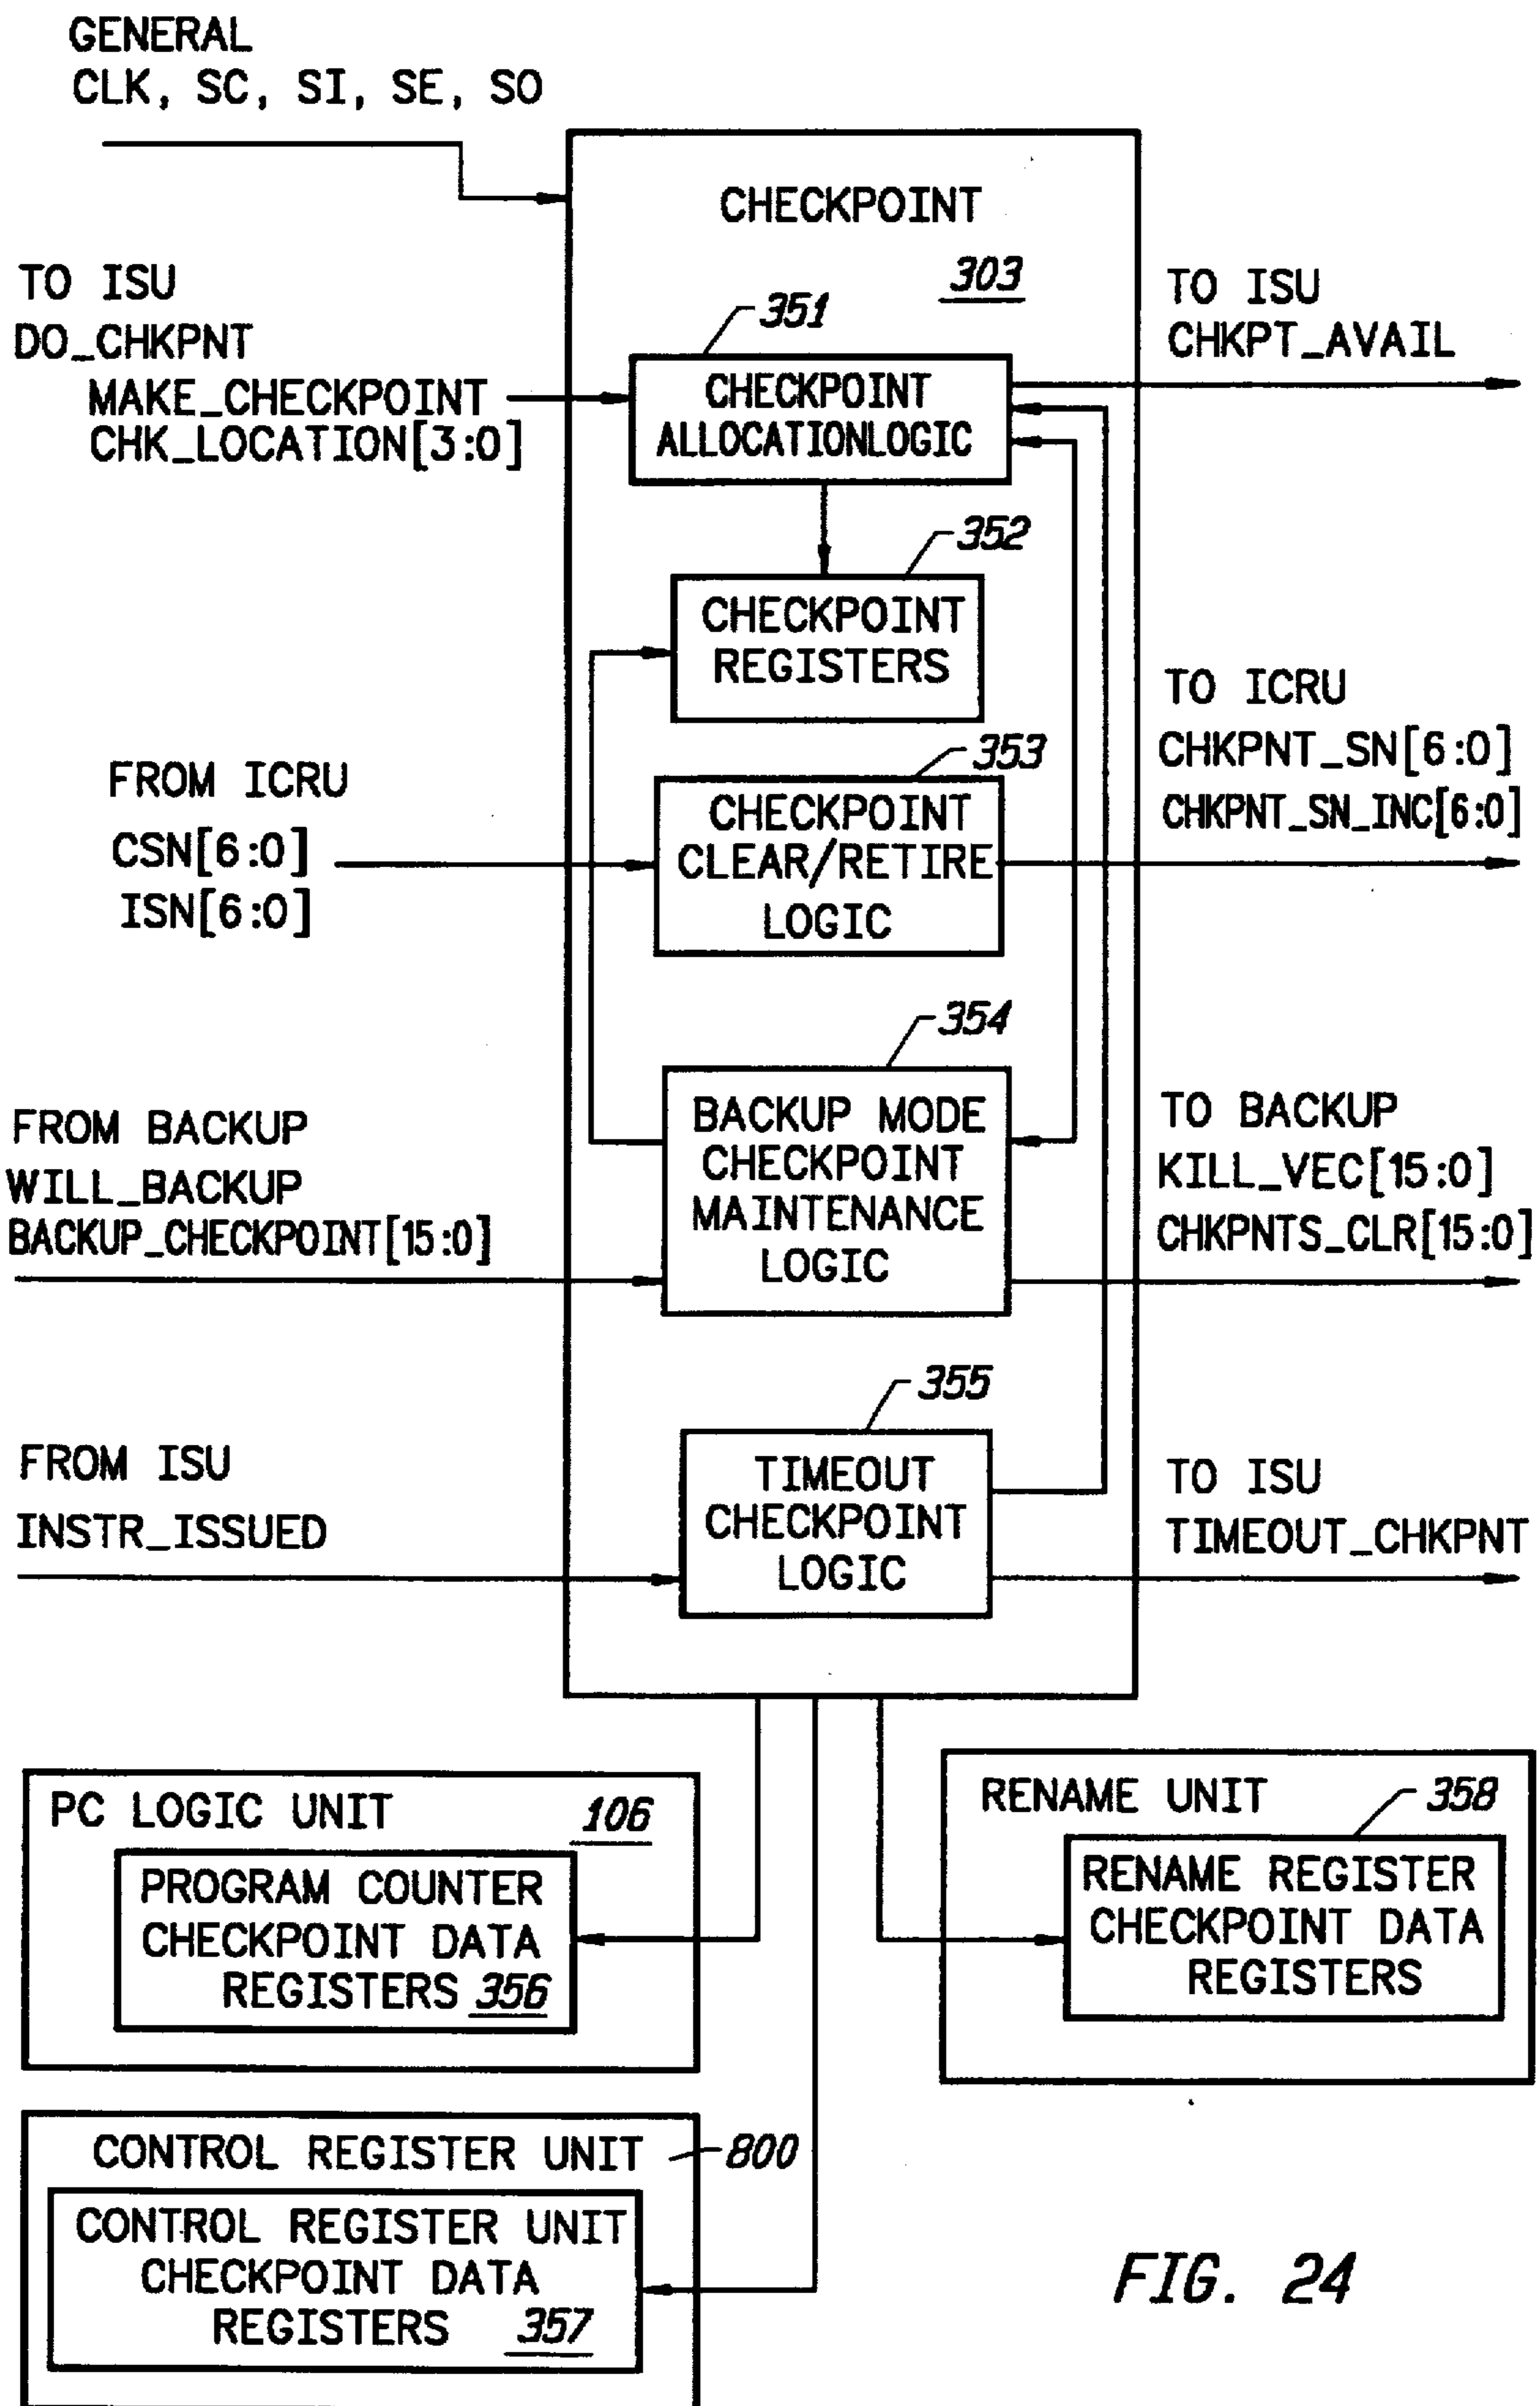 GENERAL
CLK, SC, SI, SE, SO
CHECKPOINT
303
TO ISU
DO_CHKPNT
MAKE_CHECKPOINT
CHK_LOCATION[3:0]
351
CHECKPOINT
ALLOCATIONLOGIC
TO ISU
CHKPT_AVAIL
352
CHECKPOINT
REGISTERS
FROM ICRU
CSN[6:0]
ISN[6:0]
353
CHECKPOINT
CLEAR/RETIRE
LOGIC
TO ICRU
CHKPNT_SN[6:0]
CHKPNT_SN_INC[6:0]
FROM BACKUP
WILL_BACKUP
BACKUP_CHECKPOINT[15:0]
354
BACKUP MODE
CHECKPOINT
MAINTENANCE
LOGIC
TO BACKUP
KILL_VEC[15:0]
CHKPNTS_CLR[15:0]
FROM ISU
INSTR_ISSUED
355
TIMEOUT
CHECKPOINT
LOGIC
TO ISU
TIMEOUT_CHKPNT
PC LOGIC UNIT
106
PROGRAM COUNTER
CHECKPOINT DATA
REGISTERS 356
RENAME UNIT
358
RENAME REGISTER
CHECKPOINT DATA
REGISTERS
CONTROL REGISTER UNIT
800
CONTROL REGISTER UNIT
CHECKPOINT DATA
REGISTERS 357
FIG. 24